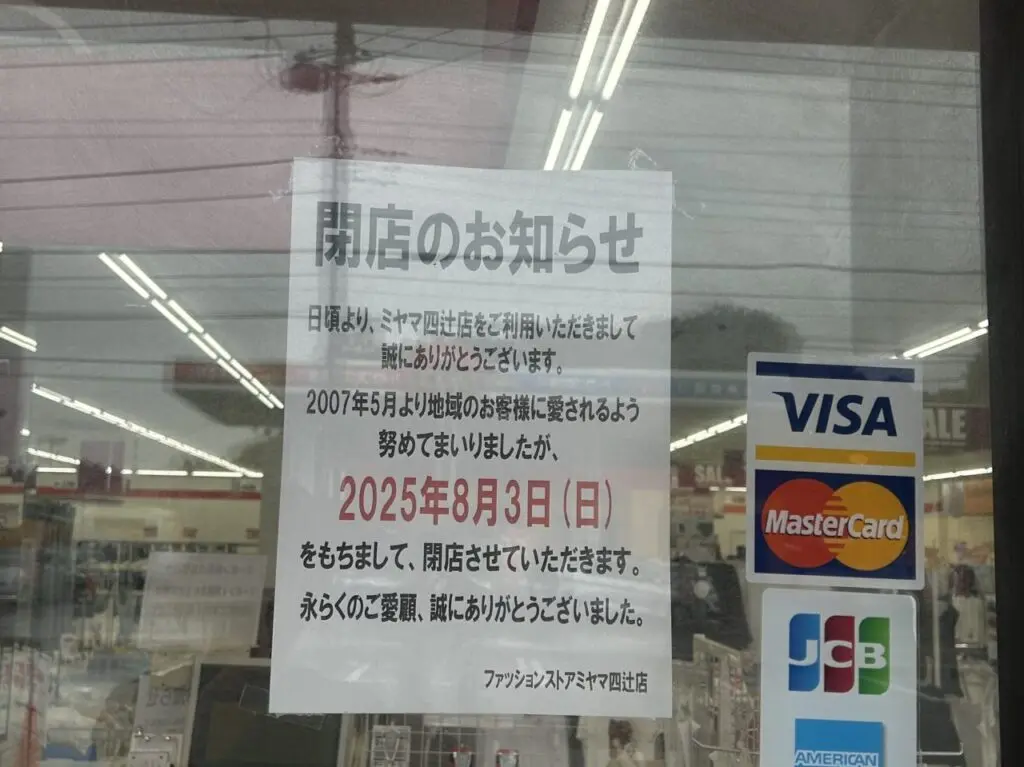 閉店のお知らせ
日頃より、ミヤマ四辻店をご利用いただきまして
誠にありがとうございます。
2007年5月より地域のお客様に愛されるよう
努めてまいりましたが、
2025年8月3日（日）
をもちまして、閉店させていただきます。
永らくのご愛顧、誠にありがとうございました。
ファッションストアミヤマ四辻店
VISA
MasterCard
JCB
AMERICAN
SALE
SAL